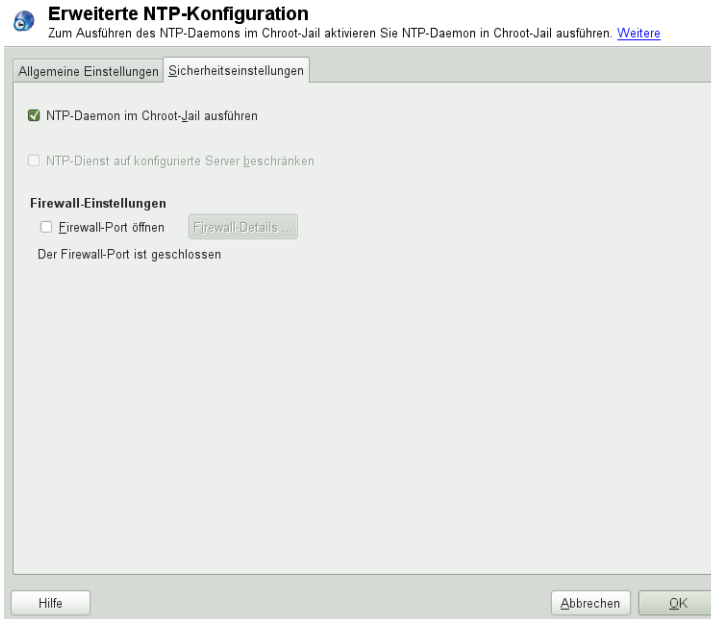 Erweiterte NTP-Konfiguration
Zum Ausführen des NTP-Daemons im Chroot-Jail aktivieren Sie NTP-Daemon in Chroot-Jail ausführen. Weitere
Allgemeine Einstellungen Sicherheitseinstellungen
NTP-Daemon im Chroot-Jail ausführen
NTP-Dienst auf konfigurierte Server beschränken
Firewall-Einstellungen
Firewall-Port öffnen Firewall-Details ...
Der Firewall-Port ist geschlossen
Hilfe Abbrechen OK